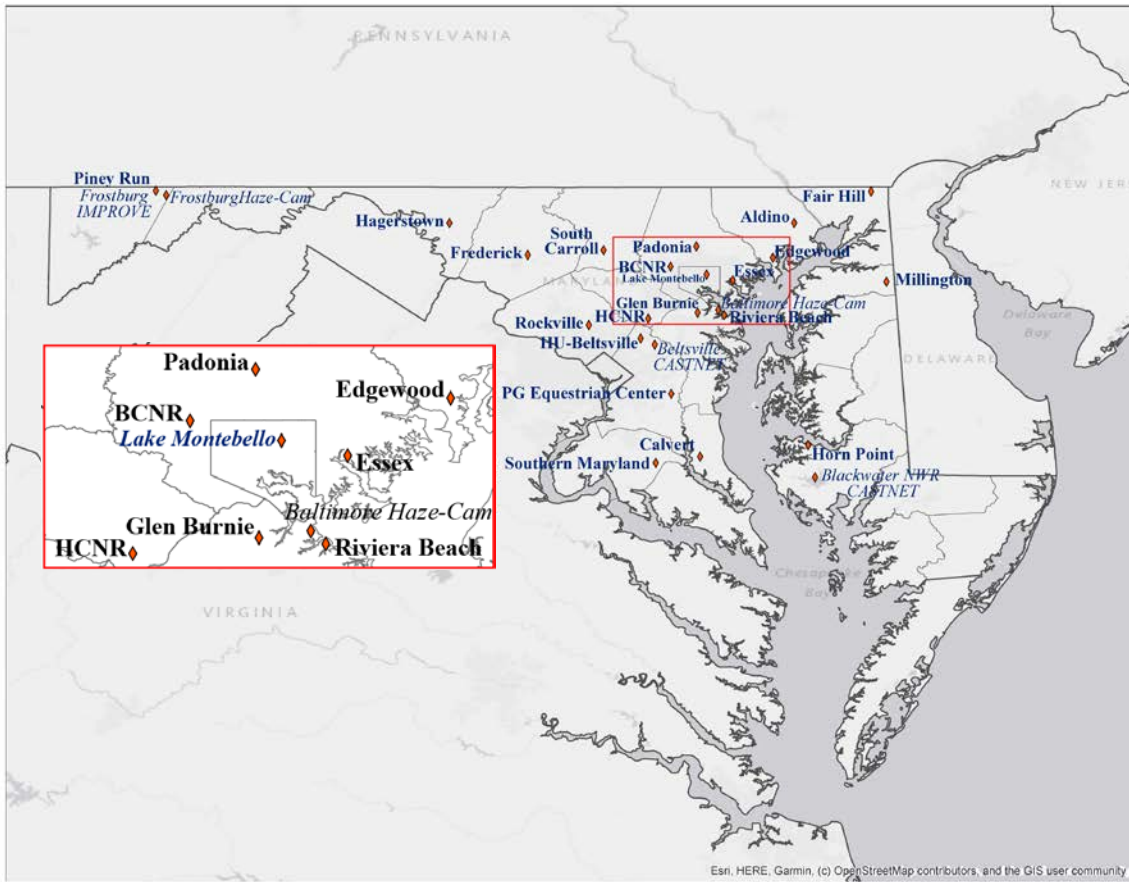 PENNSYLVANIA
Piney Run
Frostburg
IMPROVE
FrostburgHaze-Cam
Hagerstown
Frederick
South
Carroll
Padonia
BCNR
Lake Montebello
Aldino
Fair Hill
NEW JER
Edgewood
Essex
Millington
MARYLAND
Glen Burnie
Baltimore Haze-Cam
HCNR
Riviera Beach
Rockville
HU-Beltsville
Beltsville
CASTNET
Delaware
Bay
DELAWARE
PG Equestrian Center
Calvert
Southern Maryland
Horn Point
Blackwater NWR
CASTNET
Padonia
Edgewood
BCNR
Lake Montebello
Essex
Baltimore Haze-Cam
Glen Burnie
HCNR
Riviera Beach
Chesapeake
Bay
VIRGINIA
Esri, HERE, Garmin, (c) OpenStreetMap contributors, and the GIS user community